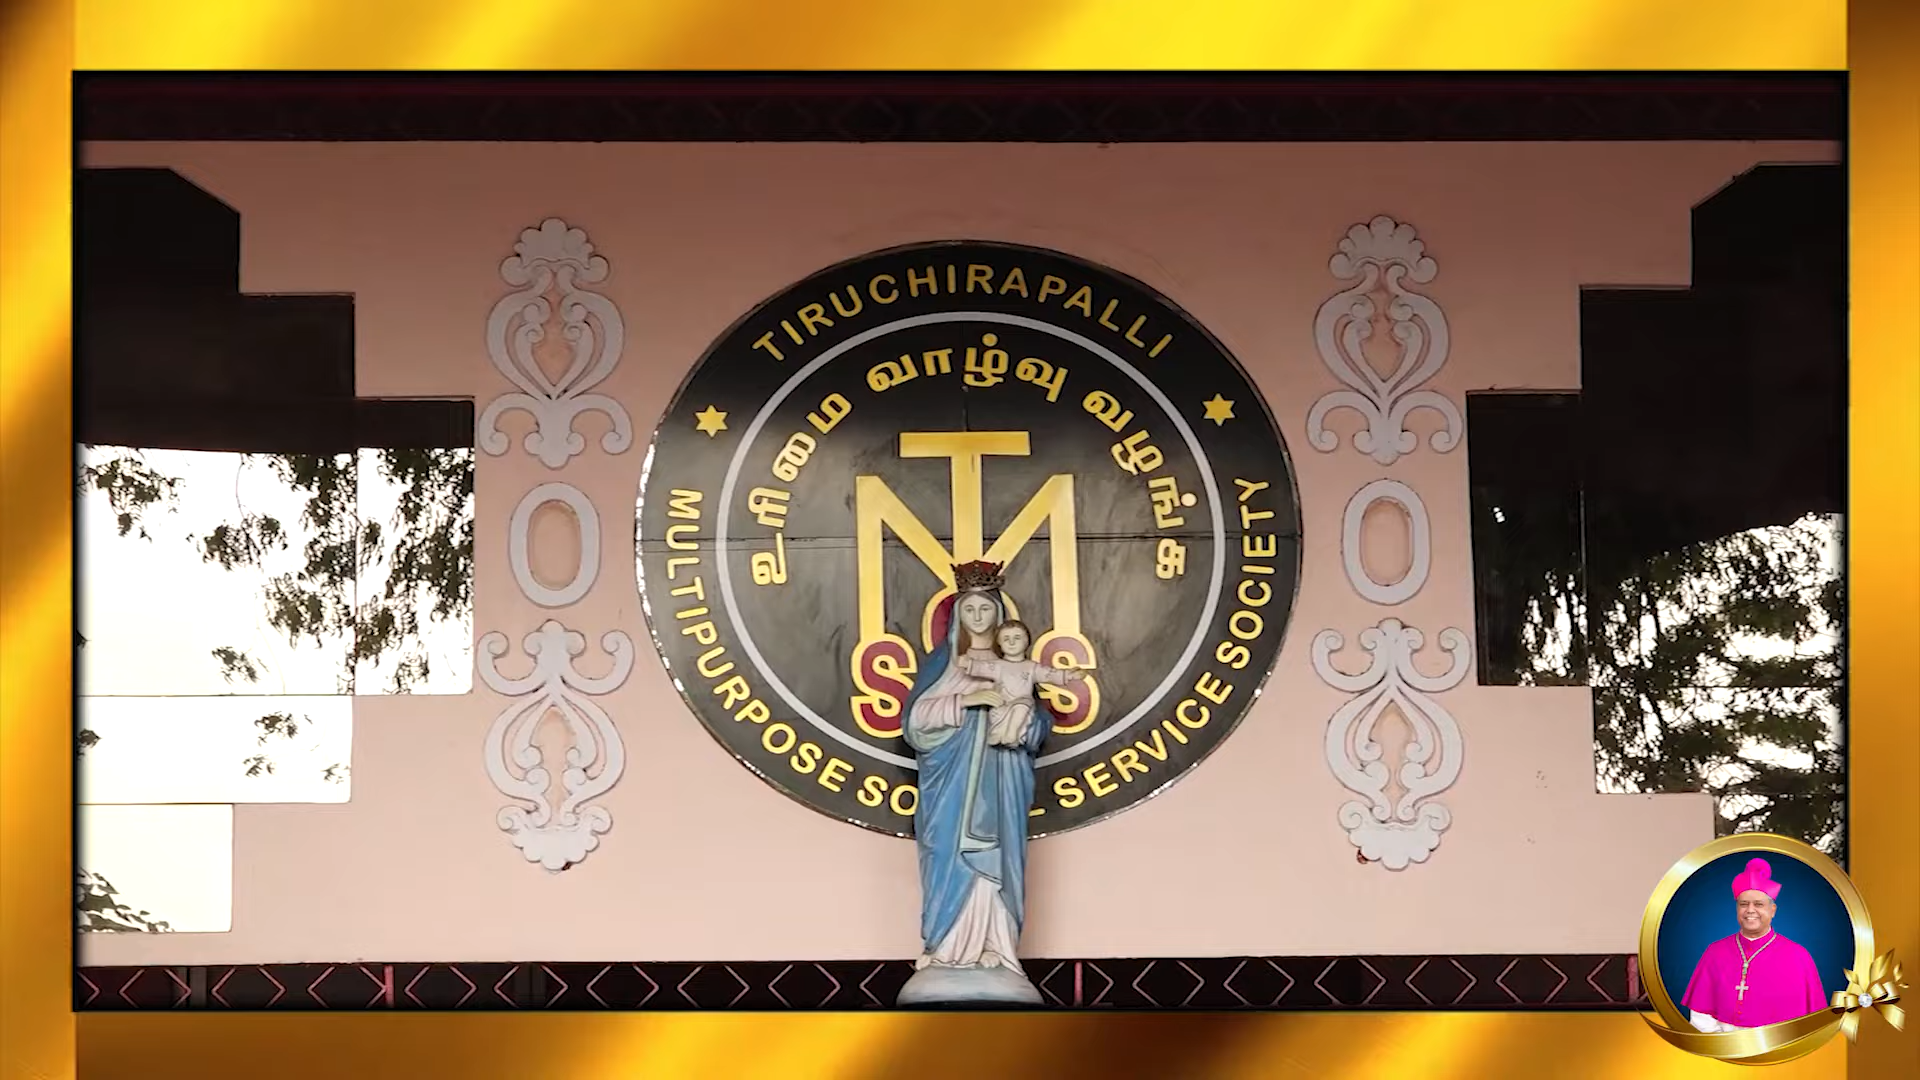 TIRUCHIRAPALLI
உரிமை வாழ்வு வழங்க
T
M
S S
MULTIPURPOSE SERVICE SOCIETY